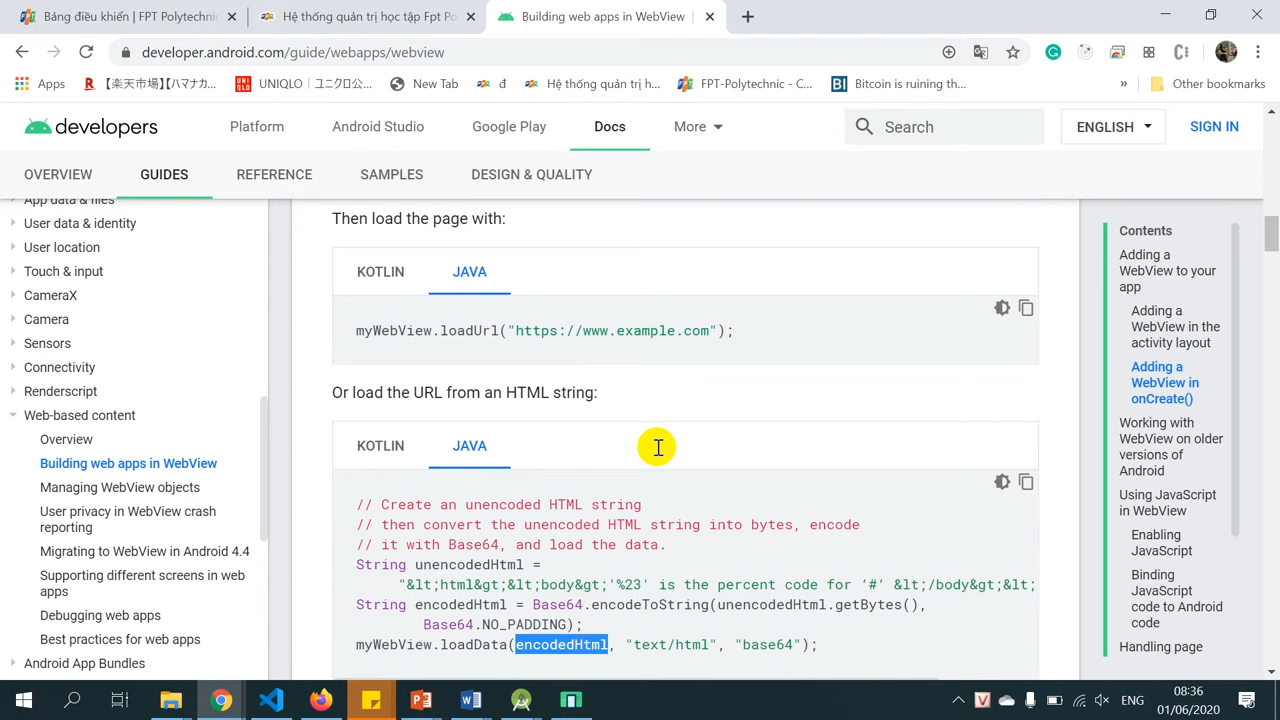 Bảng điều khiển | FPT Polytechnic
Hệ thống quản trị học tập Fpt Po
Building web apps in WebView
developer.android.com/guide/webapps/webview
Apps
【楽天市場】【ハマナカ...
UNIQLO｜ユニクロ公...
New Tab
đ
Hệ thống quản trị h...
FPT-Polytechnic - C...
Bitcoin is ruining th...
»
Other bookmarks
developers
Platform
Android Studio
Google Play
Docs
More
Search
ENGLISH
SIGN IN
OVERVIEW
GUIDES
REFERENCE
SAMPLES
DESIGN & QUALITY
App data & files
User data & identity
User location
Touch & input
CameraX
Camera
Sensors
Connectivity
Renderscript
Web-based content
Overview
Building web apps in WebView
Managing WebView objects
User privacy in WebView crash
reporting
Migrating to WebView in Android 4.4
Supporting different screens in web
apps
Debugging web apps
Best practices for web apps
Android App Bundles
Then load the page with:
KOTLIN
JAVA
myWebView.loadUrl("https://www.example.com");
Or load the URL from an HTML string:
KOTLIN
JAVA
// Create an unencoded HTML string
// then convert the unencoded HTML string into bytes, encode
// it with Base64, and load the data.
String unencodedHtml =
"&lt;html&gt;&lt;body&gt;'%23' is the percent code for ‘#’ &lt;/body&gt;&lt;
String encodedHtml = Base64.encodeToString(unencodedHtml.getBytes(),
Base64.NO_PADDING);
myWebView.loadData(encodedHtml, "text/html", "base64");
Contents
Adding a
WebView to your
app
Adding a
WebView in the
activity layout
Adding a
WebView in
onCreate()
Working with
WebView on older
versions of
Android
Using JavaScript
in WebView
Enabling
JavaScript
Binding
JavaScript
code to Android
code
Handling page
ENG
08:36
01/06/2020